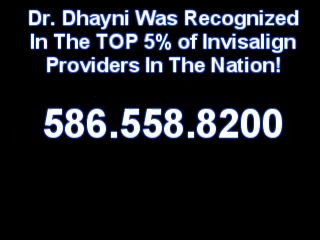 Dr. Dhayni Was Recognized
In The TOP 5% of Invisalign
Providers In The Nation!
586.558.8200